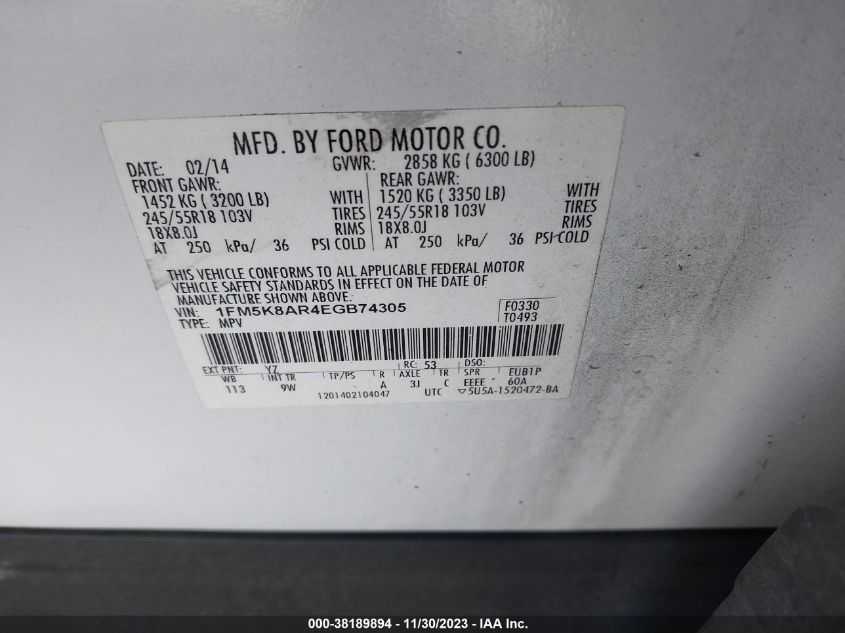 MFD. BY FORD MOTOR CO.
DATE: 02/14 GVWR: 2858 KG ( 6300 LB)
FRONT GAWR: REAR GAWR:
1452 KG ( 3200 LB) WITH 1520 KG ( 3350 LB) WITH
245/55R18 103V TIRES 245/55R18 103V TIRES
18X8.0J RIMS 18X8.0J RIMS
AT 250 kPa/ 36 PSI COLD AT 250 kPa/ 36 PSI COLD
THIS VEHICLE CONFORMS TO ALL APPLICABLE FEDERAL MOTOR
VEHICLE SAFETY STANDARDS IN EFFECT ON THE DATE OF
MANUFACTURE SHOWN ABOVE.
VIN: 1FM5K8AR4EGB74305 F0330
TYPE: MPV T0493
EXT PNT: YZ RC: 53 DSO:
WB INT TR TP/PS R AXLE TR SPR EUB1P
113 9W A 3J C EEEE 60A
1201402104047 UTC ▽5U5A-1520472-BA
000-38189894 - 11/30/2023 - IAA Inc.